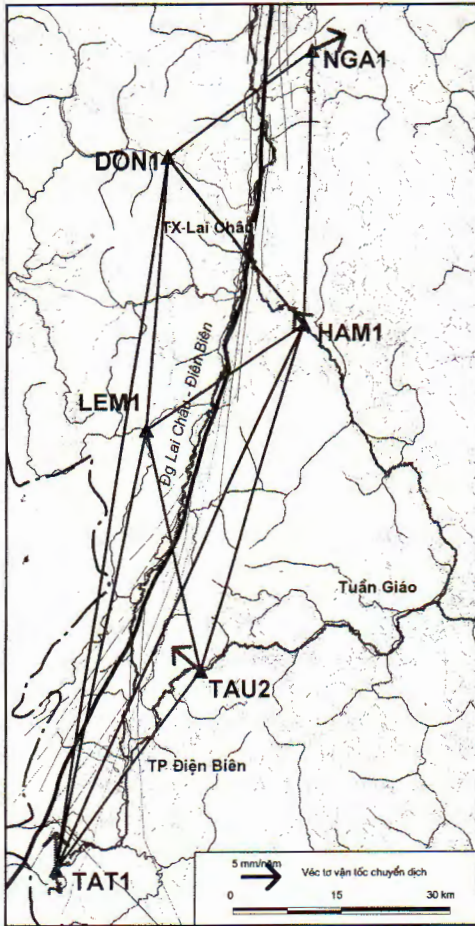 NGA1
DON1
TX-Lai Châu
HAM1
LEM1
Đg Lai Châu - Điện Biên
Tuần Giáo
TAU2
TP Điện Biên
TAT1
5 mm/năm
Véc tơ vận tốc chuyển dịch
0 15 30 km